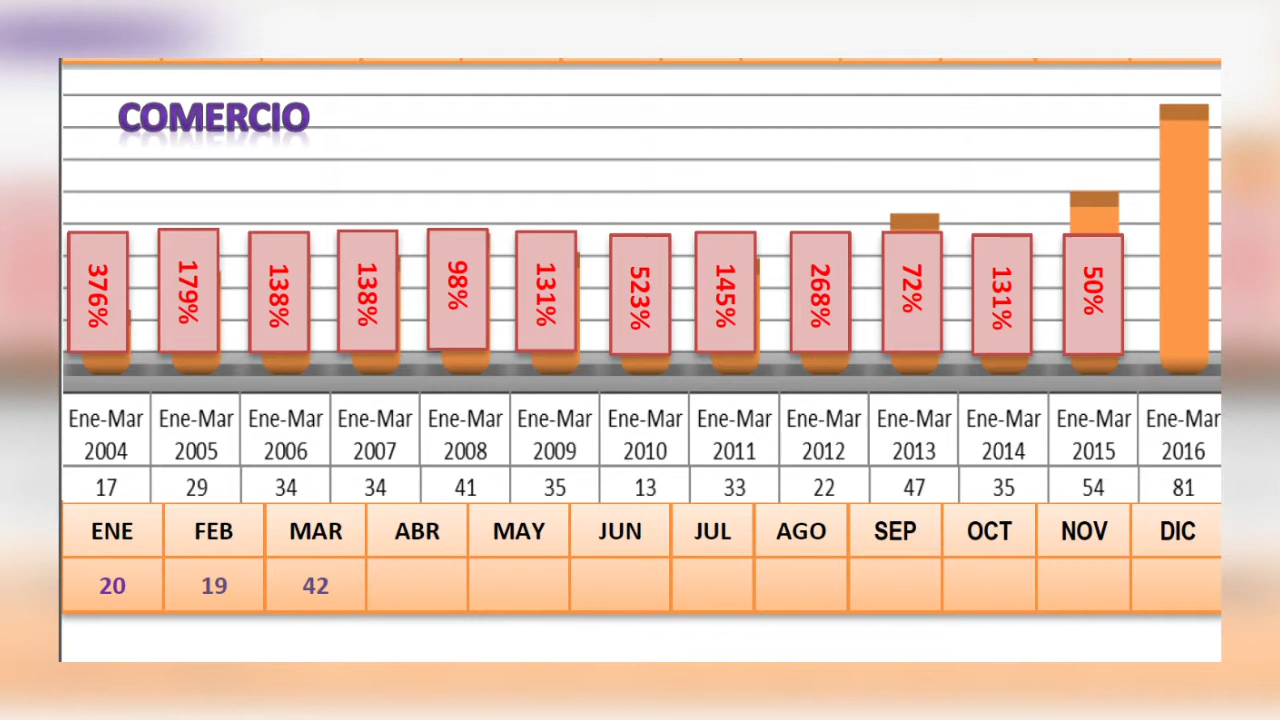 COMERCIO
376% 179% 138% 138% 98% 131% 523% 145% 268% 72% 131% 50%
Ene-Mar Ene-Mar Ene-Mar Ene-Mar Ene-Mar Ene-Mar Ene-Mar Ene-Mar Ene-Mar Ene-Mar Ene-Mar Ene-Mar Ene-Mar
2004 2005 2006 2007 2008 2009 2010 2011 2012 2013 2014 2015 2016
17 29 34 34 41 35 13 33 22 47 35 54 81
ENE FEB MAR ABR MAY JUN JUL AGO SEP OCT NOV DIC
20 19 42